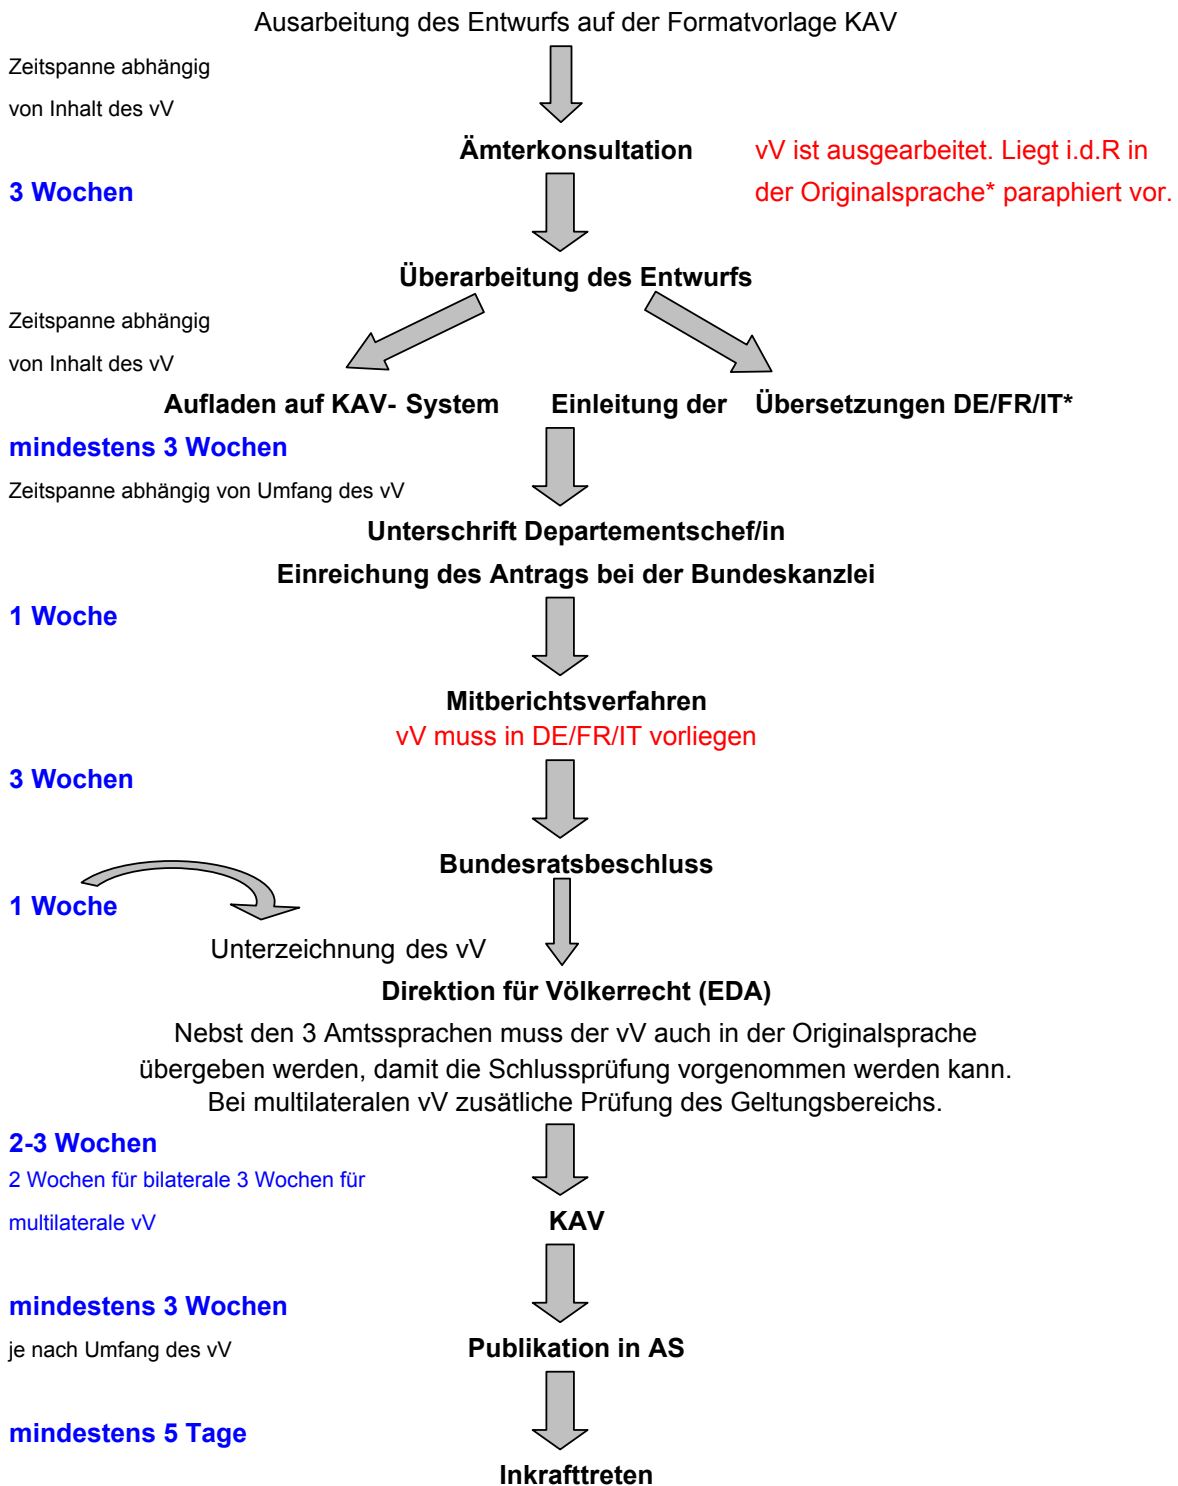 Ausarbeitung des Entwurfs auf der Formatvorlage KAV
Zeitspanne abhängig
von Inhalt des vV
Ämterkonsultation
vV ist ausgearbeitet. Liegt i.d.R in
3 Wochen
der Originalsprache* paraphiert vor.
Überarbeitung des Entwurfs
Zeitspanne abhängig
von Inhalt des vV
Aufladen auf KAV- System Einleitung der Übersetzungen DE/FR/IT*
mindestens 3 Wochen
Zeitspanne abhängig von Umfang des vV
Unterschrift Departementschef/in
Einreichung des Antrags bei der Bundeskanzlei
1 Woche
Mitberichtsverfahren
vV muss in DE/FR/IT vorliegen
3 Wochen
Bundesratsbeschluss
1 Woche
Unterzeichnung des vV
Direktion für Völkerrecht (EDA)
Nebst den 3 Amtssprachen muss der vV auch in der Originalsprache
übergeben werden, damit die Schlussprüfung vorgenommen werden kann.
Bei multilateralen vV zusätliche Prüfung des Geltungsbereichs.
2-3 Wochen
2 Wochen für bilaterale 3 Wochen für
multilaterale vV
KAV
mindestens 3 Wochen
je nach Umfang des vV
Publikation in AS
mindestens 5 Tage
Inkrafttreten